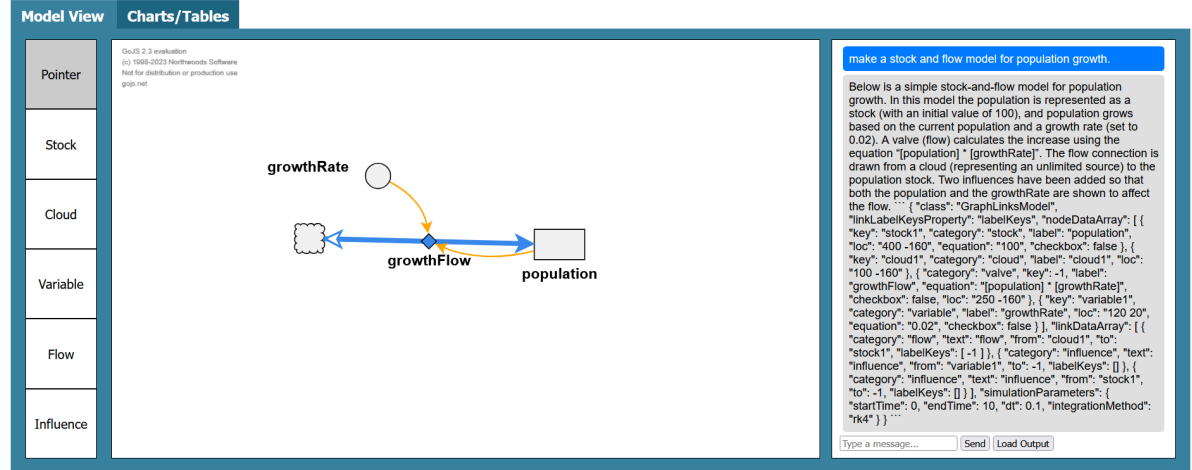 Model View
Charts/Tables
Pointer
Stock
Cloud
Variable
Flow
Influence
GoJS 2.3 evaluation
(c) 1998-2023 Northwoods Software
Not for distribution or production use
gojs.net
growthRate
growthFlow
population
make a stock and flow model for population growth.
Below is a simple stock-and-flow model for population
growth. In this model the population is represented as a
stock (with an initial value of 100), and population grows
based on the current population and a growth rate (set to
0.02). A valve (flow) calculates the increase using the
equation “[population] * [growthRate]”. The flow connection is
drawn from a cloud (representing an unlimited source) to the
population stock. Two influences have been added so that
both the population and the growthRate are shown to affect
the flow. ``` { "class": "GraphLinksModel",
"linkLabelKeysProperty": "labelKeys", "nodeDataArray": [ {
"key": "stock1", "category": "stock", "label": "population",
"loc": "400 -160", "equation": "100", "checkbox": false }, {
"key": "cloud1", "category": "cloud", "label": "cloud1", "loc":
"100 -160" }, { "category": "valve", "key": -1, "label":
"growthFlow", "equation": "[population] * [growthRate]",
"checkbox": false, "loc": "250 -160" }, { "key": "variable1",
"category": "variable", "label": "growthRate", "loc": "120 20",
"equation": "0.02", "checkbox": false } ], "linkDataArray": [ {
"category": "flow", "text": "flow", "from": "cloud1", "to":
"stock1", "labelKeys": [ -1 ] }, { "category": "influence", "text":
"influence", "from": "variable1", "to": -1, "labelKeys": [] }, {
"category": "influence", "text": "influence", "from": "stock1",
"to": -1, "labelKeys": [] } ], "simulationParameters": {
"startTime": 0, "endTime": 10, "dt": 0.1, "integrationMethod":
"rk4" } } ```
Type a message...
Send
Load Output